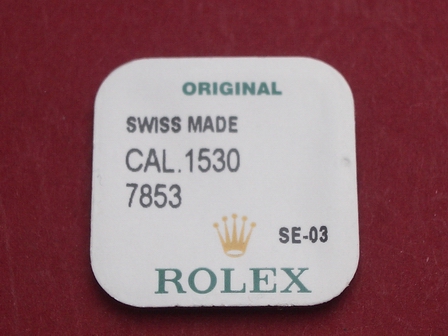 ORIGINAL
SWISS MADE
CAL.1530
7853
SE-03
ROLEX